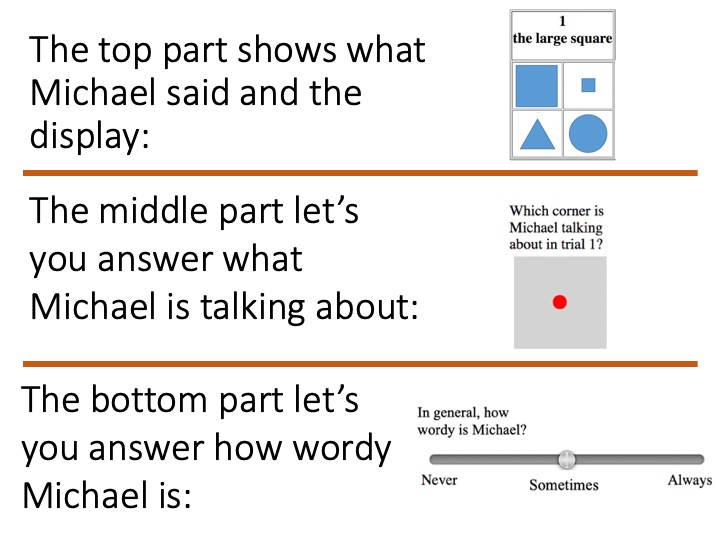 The top part shows what
Michael said and the
display:
1
the large square
The middle part let’s
you answer what
Michael is talking about:
Which corner is
Michael talking
about in trial 1?
The bottom part let’s
you answer how wordy
Michael is:
In general, how
wordy is Michael?
Never
Sometimes
Always